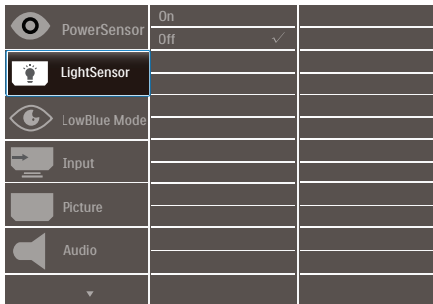 PowerSensor
On
Off ✓
LightSensor
LowBlue Mode
Input
Picture
Audio